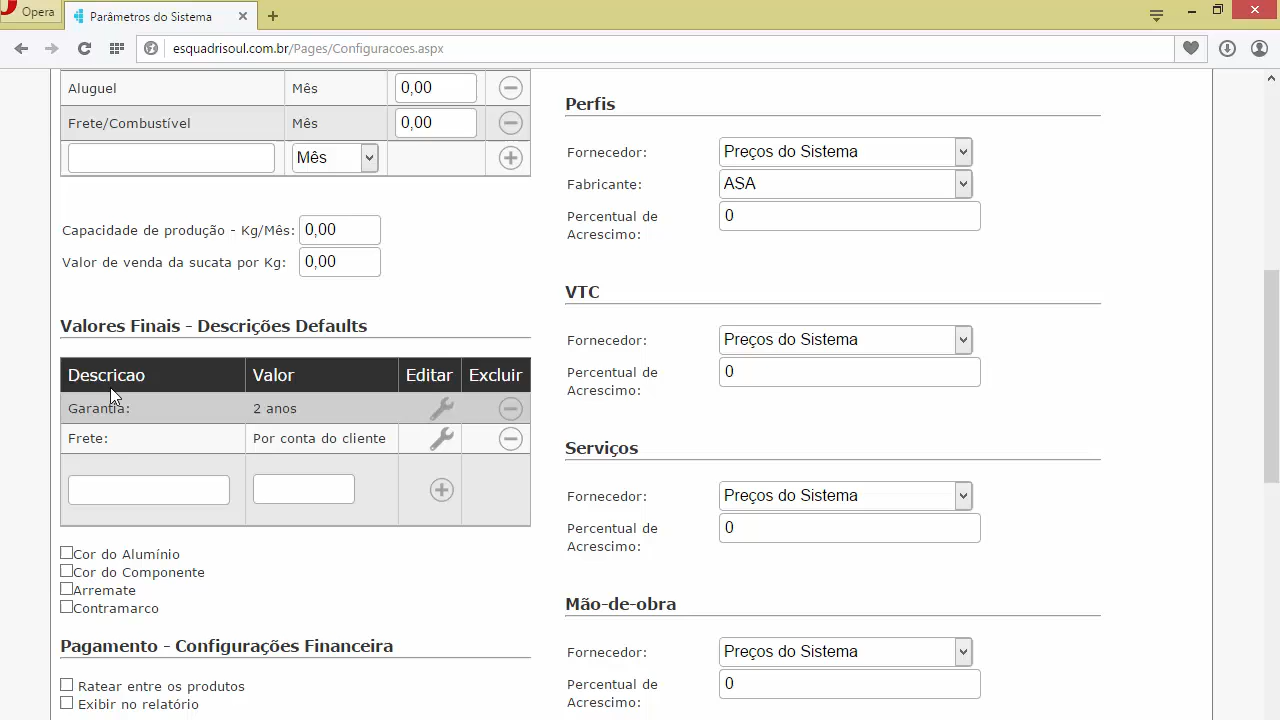 Opera
Parâmetros do Sistema
esquadrisoul.com.br/Pages/Configuracoes.aspx
Aluguel Mês 0,00
Frete/Combustível Mês 0,00
Mês
Capacidade de produção - Kg/Mês: 0,00
Valor de venda da sucata por Kg: 0,00
Valores Finais - Descrições Defaults
Descricao Valor Editar Excluir
Garantia: 2 anos
Frete: Por conta do cliente
Cor do Alumínio
Cor do Componente
Arremate
Contramarco
Pagamento - Configurações Financeira
Ratear entre os produtos
Exibir no relatório
Perfis
Fornecedor: Preços do Sistema
Fabricante: ASA
Percentual de 0
Acrescimo:
VTC
Fornecedor: Preços do Sistema
Percentual de 0
Acrescimo:
Serviços
Fornecedor: Preços do Sistema
Percentual de 0
Acrescimo:
Mão-de-obra
Fornecedor: Preços do Sistema
Percentual de 0
Acrescimo: